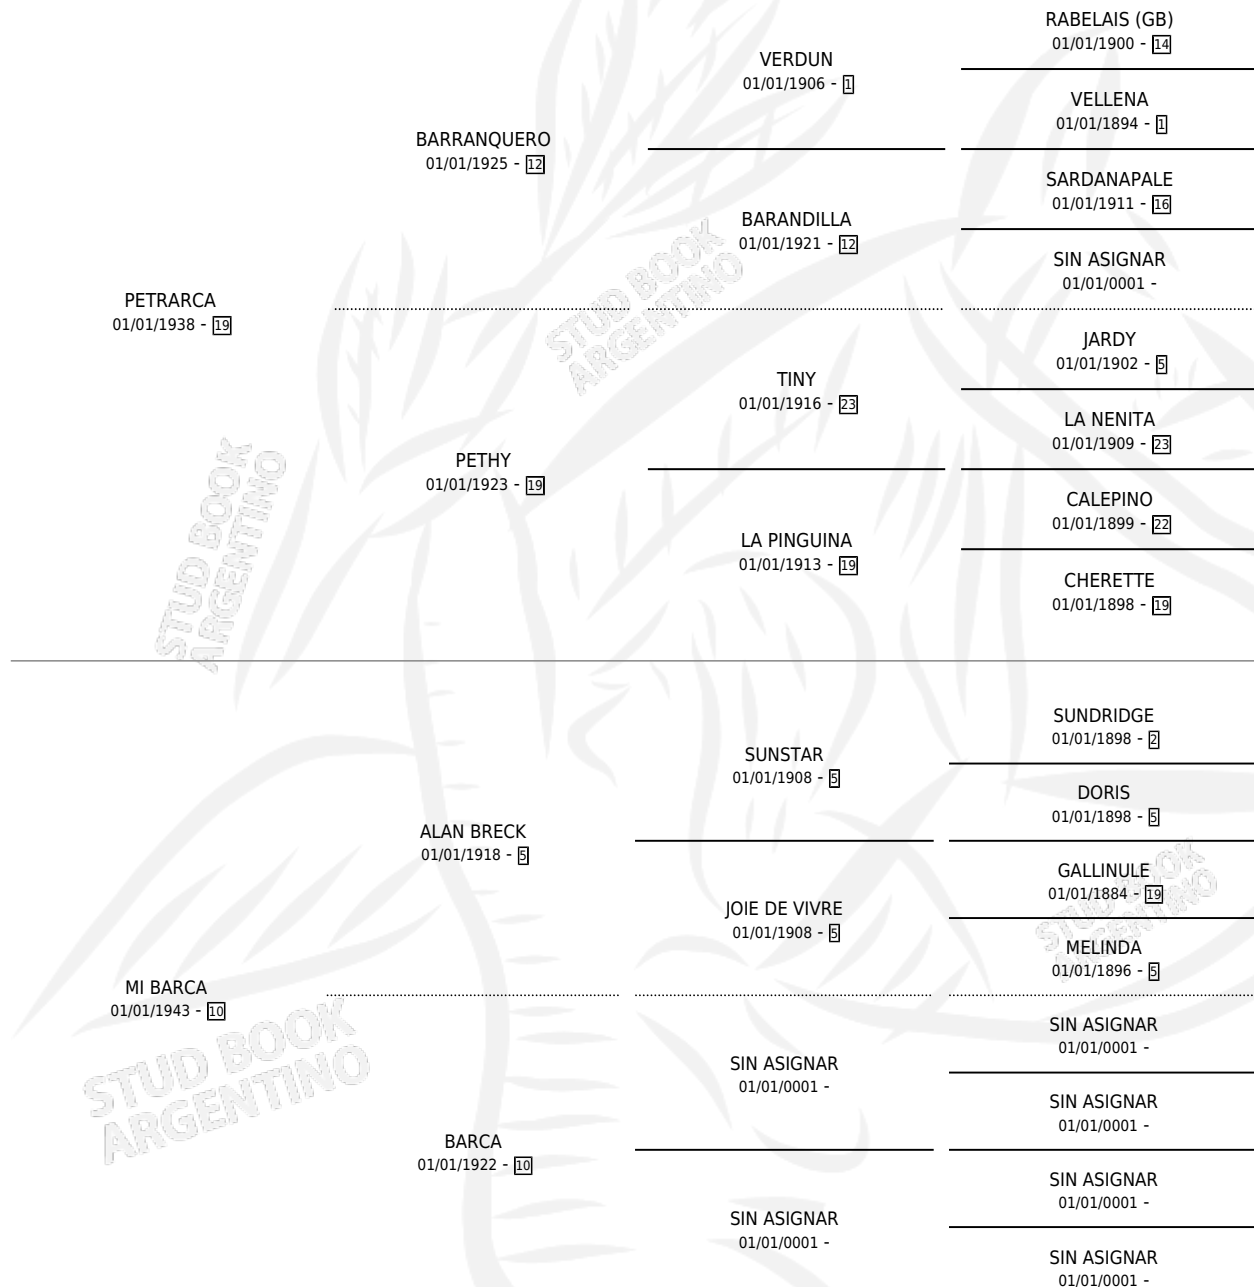 RABELAIS (GB)
01/01/1900 - 14
VERDUN
01/01/1906 - 1
VELLENA
01/01/1894 - 1
BARRANQUERO
01/01/1925 - 12
SARDANAPALE
01/01/1911 - 16
BARANDILLA
01/01/1921 - 12
SIN ASIGNAR
01/01/0001 -
PETRARCA
01/01/1938 - 19
JARDY
01/01/1902 - 5
TINY
01/01/1916 - 23
LA NENITA
01/01/1909 - 23
PETHY
01/01/1923 - 19
CALEPINO
01/01/1899 - 22
LA PINGUINA
01/01/1913 - 19
CHERETTE
01/01/1898 - 19
STUD BOOK
ARGENTINO
STUD BOOK
ARGENTINO
SUNDRIDGE
01/01/1898 - 2
SUNSTAR
01/01/1908 - 5
DORIS
01/01/1898 - 5
ALAN BRECK
01/01/1918 - 5
GALLINULE
01/01/1884 - 19
JOIE DE VIVRE
01/01/1908 - 5
MELINDA
01/01/1896 - 5
STUD BOOK
ARGENTINO
MI BARCA
01/01/1943 - 10
SIN ASIGNAR
01/01/0001 -
SIN ASIGNAR
01/01/0001 -
SIN ASIGNAR
01/01/0001 -
BARCA
01/01/1922 - 10
SIN ASIGNAR
01/01/0001 -
SIN ASIGNAR
01/01/0001 -
SIN ASIGNAR
01/01/0001 -
STUD BOOK
ARGENTINO